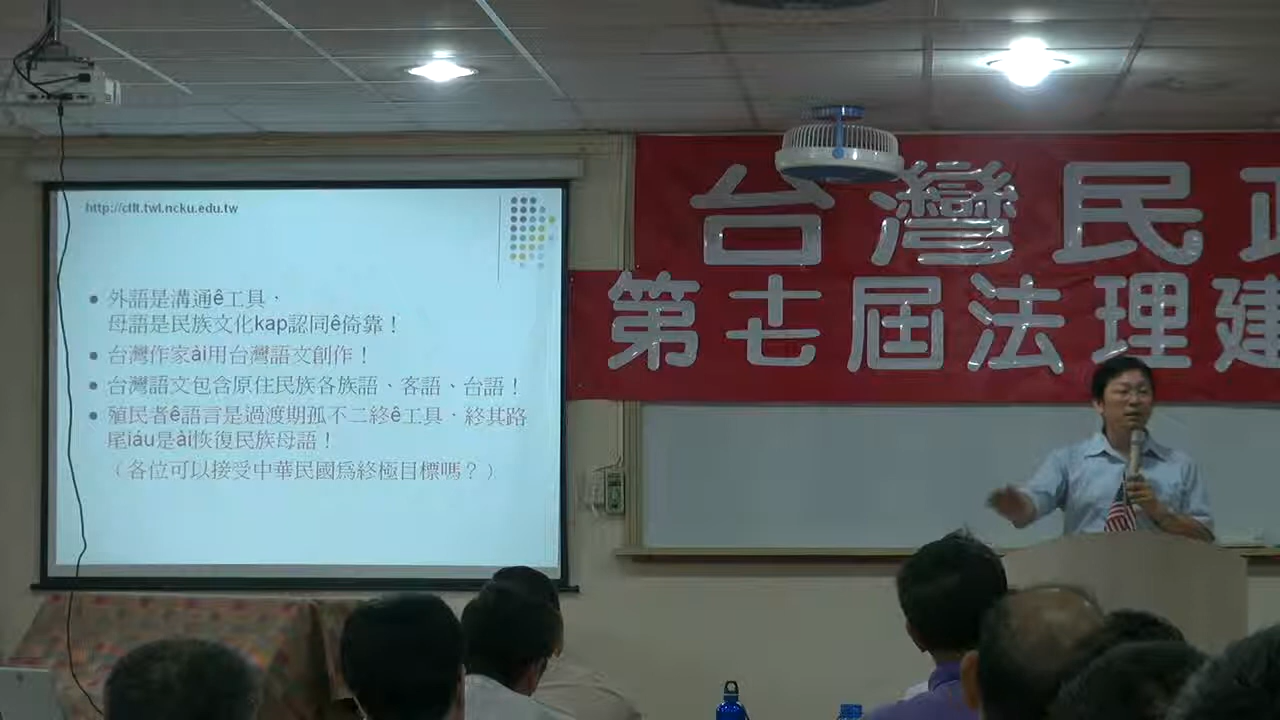 http://ctlt.twl.ncku.edu.tw
外語是溝通ê工具，
母語是民族文化kap認同ê倚靠！
台灣作家ài用台灣語文創作！
台灣語文包含原住民族各族語、客語、台語！
殖民者ê語言是過渡期孤不二終ê工具，終其路
尾iáu是ài恢復民族母語！
（各位可以接受中華民國為終極目標嗎？）
台灣民政
第七屆法理建